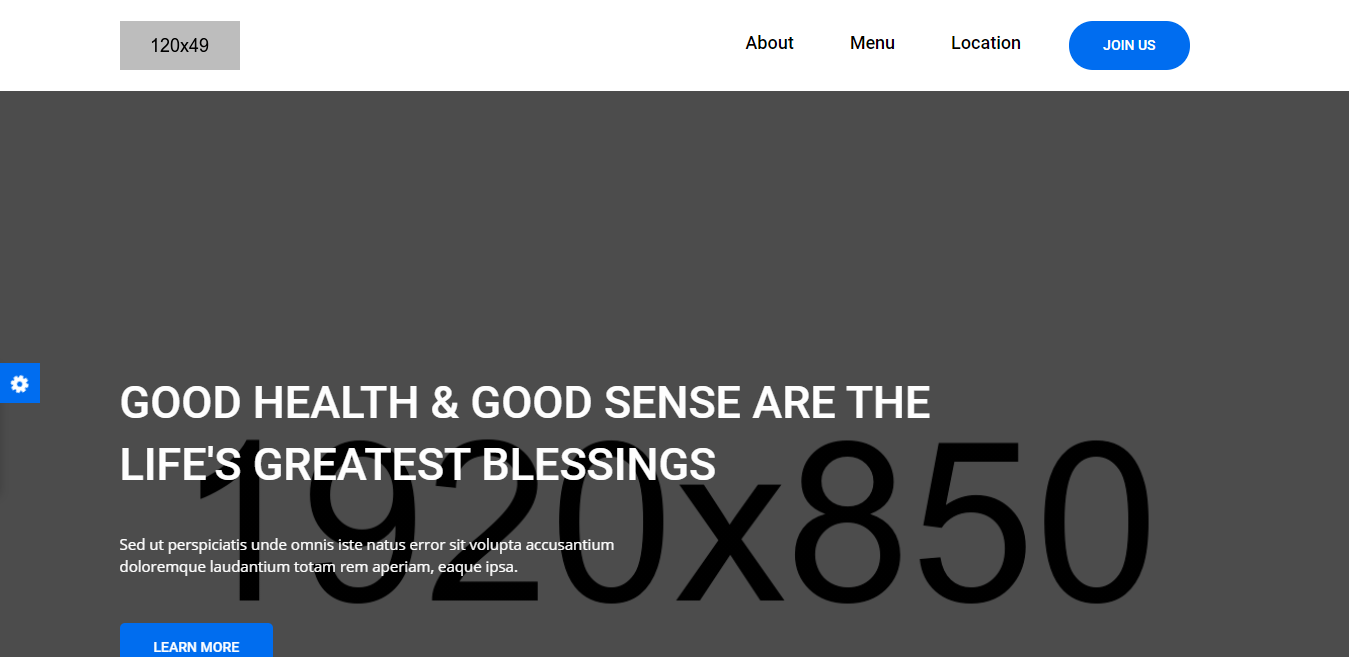 120x49
About Menu Location JOIN US
GOOD HEALTH & GOOD SENSE ARE THE
LIFE'S GREATEST BLESSINGS
1920x850
Sed ut perspiciatis unde omnis iste natus error sit volupta accusantium
doloremque laudantium totam rem aperiam, eaque ipsa.
LEARN MORE